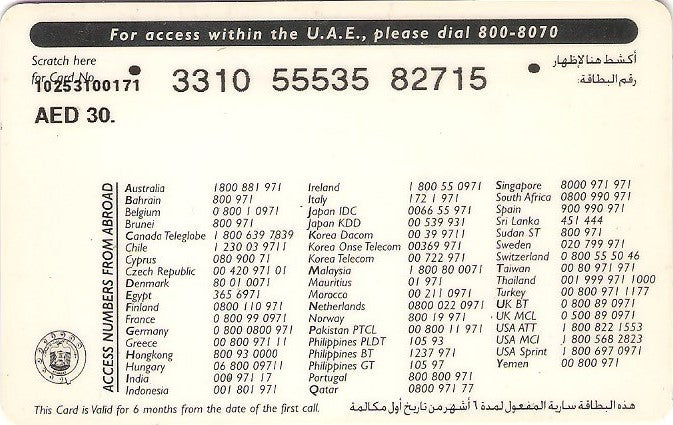 For access within the U.A.E., please dial 800-8070
Scratch here
for Card No.
10253100171
3310 55535 82715
أكشط هنا لإظهار
رقم البطاقة:
AED 30.
ACCESS NUMBERS FROM ABROAD
Australia 1800 881 971
Bahrain 800 971
Belgium 0 800 1 0971
Brunei 800 971
Canada Teleglobe 1 800 639 7839
Chile 1 230 03 9711
Cyprus 080 900 71
Czech Republic 00 420 971 01
Denmark 80 01 0071
Egypt 365 6971
Finland 0800 110 971
France 0 800 99 0971
Germany 0 800 0800 971
Greece 00 800 971 11
Hongkong 800 93 0000
Hungary 06 800 09711
India 000 971 17
Indonesia 001 801 971
Ireland 1 800 55 0971
Italy 172 1 971
Japan IDC 0066 55 971
Japan KDD 00 539 931
Korea Dacom 00 39 9711
Korea Onse Telecom 00369 971
Korea Telecom 00 722 971
Malaysia 1 800 80 0071
Mauritius 01 971
Morocco 00 211 0971
Netherlands 0800 022 0971
Norway 800 19 971
Pakistan PTCL 00 800 11 971
Philippines PLDT 105 93
Philippines BT 1237 971
Philippines GT 105 97
Portugal 800 800 971
Qatar 0800 971 77
Singapore 8000 971 971
South Africa 0800 990 971
Spain 900 990 971
Sri Lanka 451 444
Sudan ST 800 971
Sweden 020 799 971
Switzerland 0 800 55 50 46
Taiwan 00 80 971 971
Thailand 001 999 971 1000
Turkey 00 800 971 1177
UK BT 0 800 89 0971
UK MCL 0 500 89 0971
USA ATT 1 800 822 1553
USA MCI 1 800 568 2823
USA Sprint 1 800 697 0971
Yemen 00 800 971
This Card is Valid for 6 months from the date of the first call.
هذه البطاقة سارية المفعول لمدة ٦ أشهر من تاريخ أول مكالمة